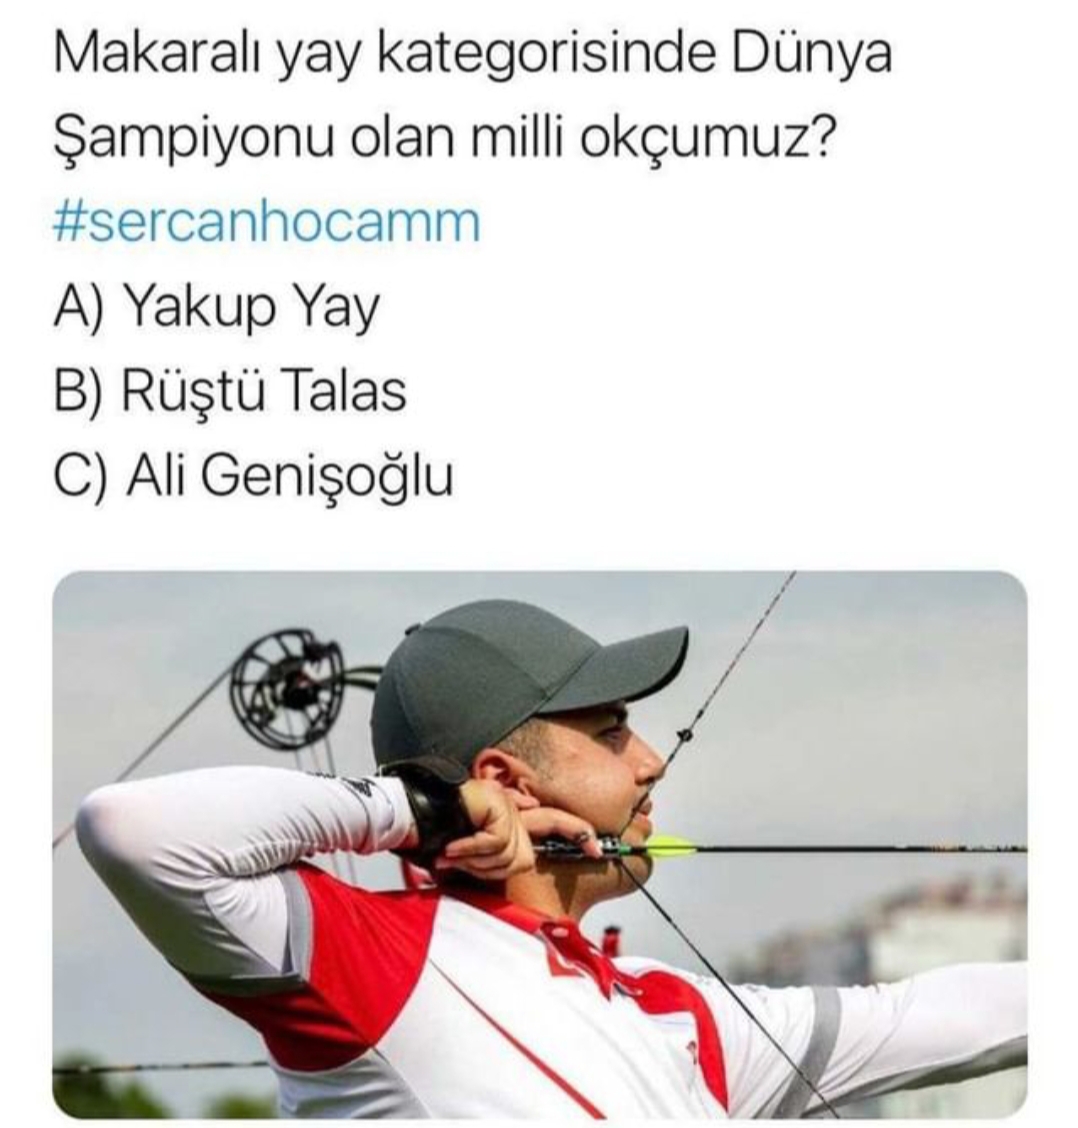 Makaralı yay kategorisinde Dünya
Şampiyonu olan milli okçumuz?
#sercanhocamm
A) Yakup Yay
B) Rüştü Talas
C) Ali Genişoğlu